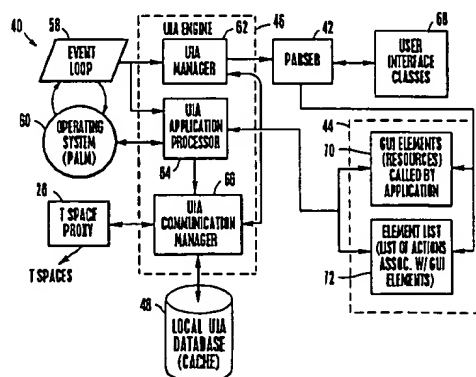 40
58
EVENT
LOOP
UIA ENGINE
62
UIA
MANAGER
46
42
PARSER
68
USER
INTERFACE
CLASSES
60
OPERATING
SYSTEM
(PALM)
UIA
APPLICATION
PROCESSOR
64
66
44
70
GUI ELEMENTS
(RESOURCES)
CALLED BY
APPLICATION
26
T SPACE
PROXY
T SPACES
UIA
COMMUNICATION
MANAGER
ELEMENT LIST
(LIST OF ACTIONS
ASSOC. W/ GUI
ELEMENTS)
72
48
LOCAL UIA
DATABASE
(CACHE)